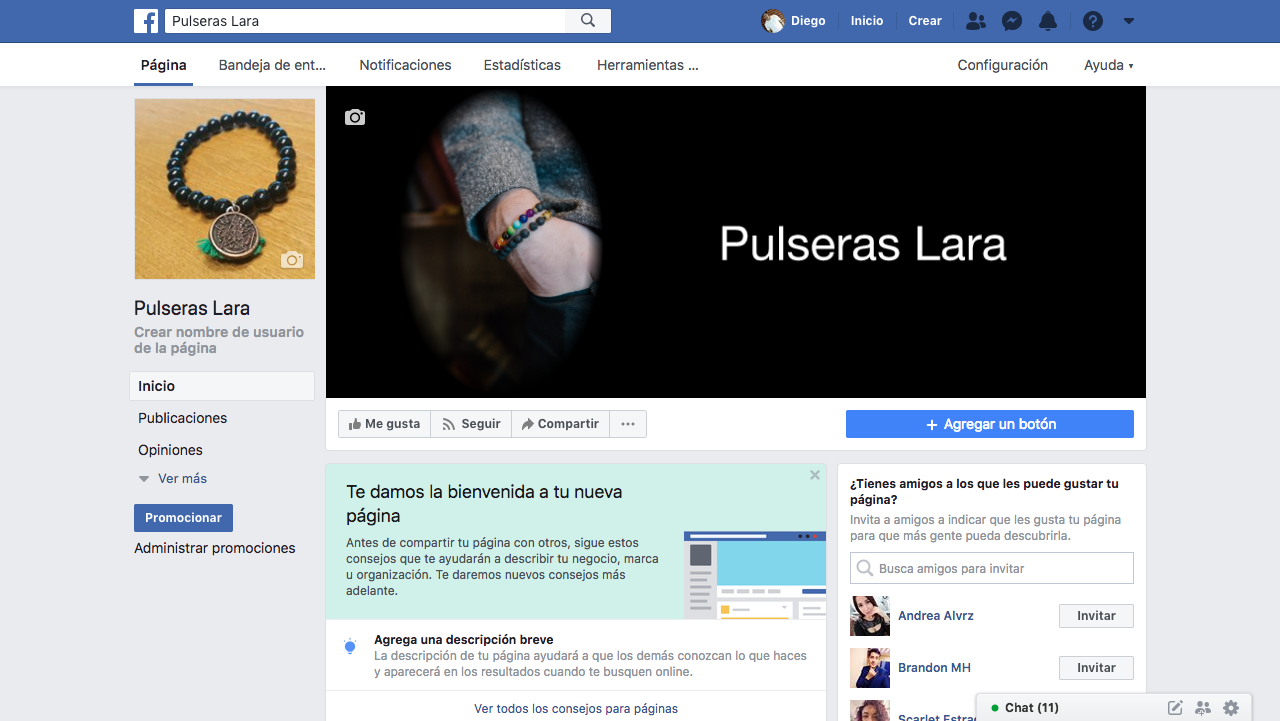 Pulseras Lara
Diego
Inicio
Crear
Página
Bandeja de ent...
Notificaciones
Estadísticas
Herramientas ...
Configuración
Ayuda
Pulseras Lara
Pulseras Lara
Crear nombre de usuario
de la página
Inicio
Publicaciones
Opiniones
Ver más
Promocionar
Administrar promociones
Me gusta
Seguir
Compartir
+ Agregar un botón
Te damos la bienvenida a tu nueva
página
Antes de compartir tu página con otros, sigue estos
consejos que te ayudarán a describir tu negocio, marca
u organización. Te daremos nuevos consejos más
adelante.
Agrega una descripción breve
La descripción de tu página ayudará a que los demás conozcan lo que haces
y aparecerá en los resultados cuando te busquen online.
Ver todos los consejos para páginas
¿Tienes amigos a los que les puede gustar tu
página?
Invita a amigos a indicar que les gusta tu página
para que más gente pueda descubrirla.
Busca amigos para invitar
Andrea Alvrz
Invitar
Brandon MH
Invitar
Scarlet Estra
Chat (11)